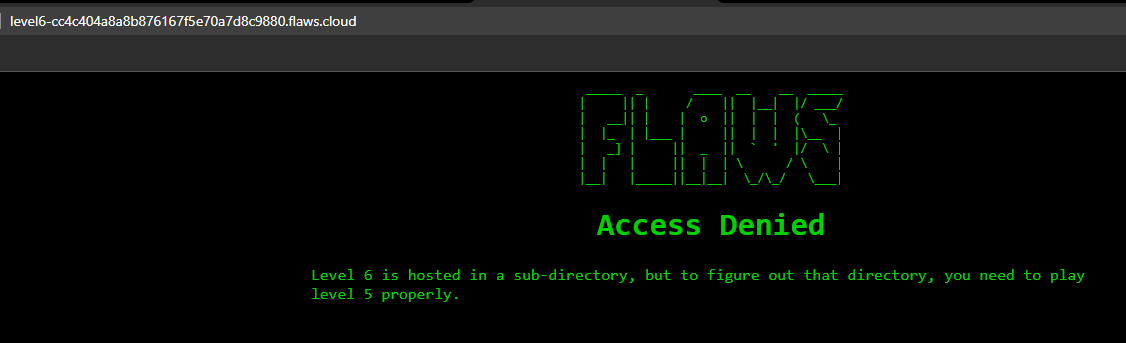 level6-cc4c404a8a8b876167f5e70a7d8c9880.flaws.cloud
FLAWS
Access Denied
Level 6 is hosted in a sub-directory, but to figure out that directory, you need to play
level 5 properly.